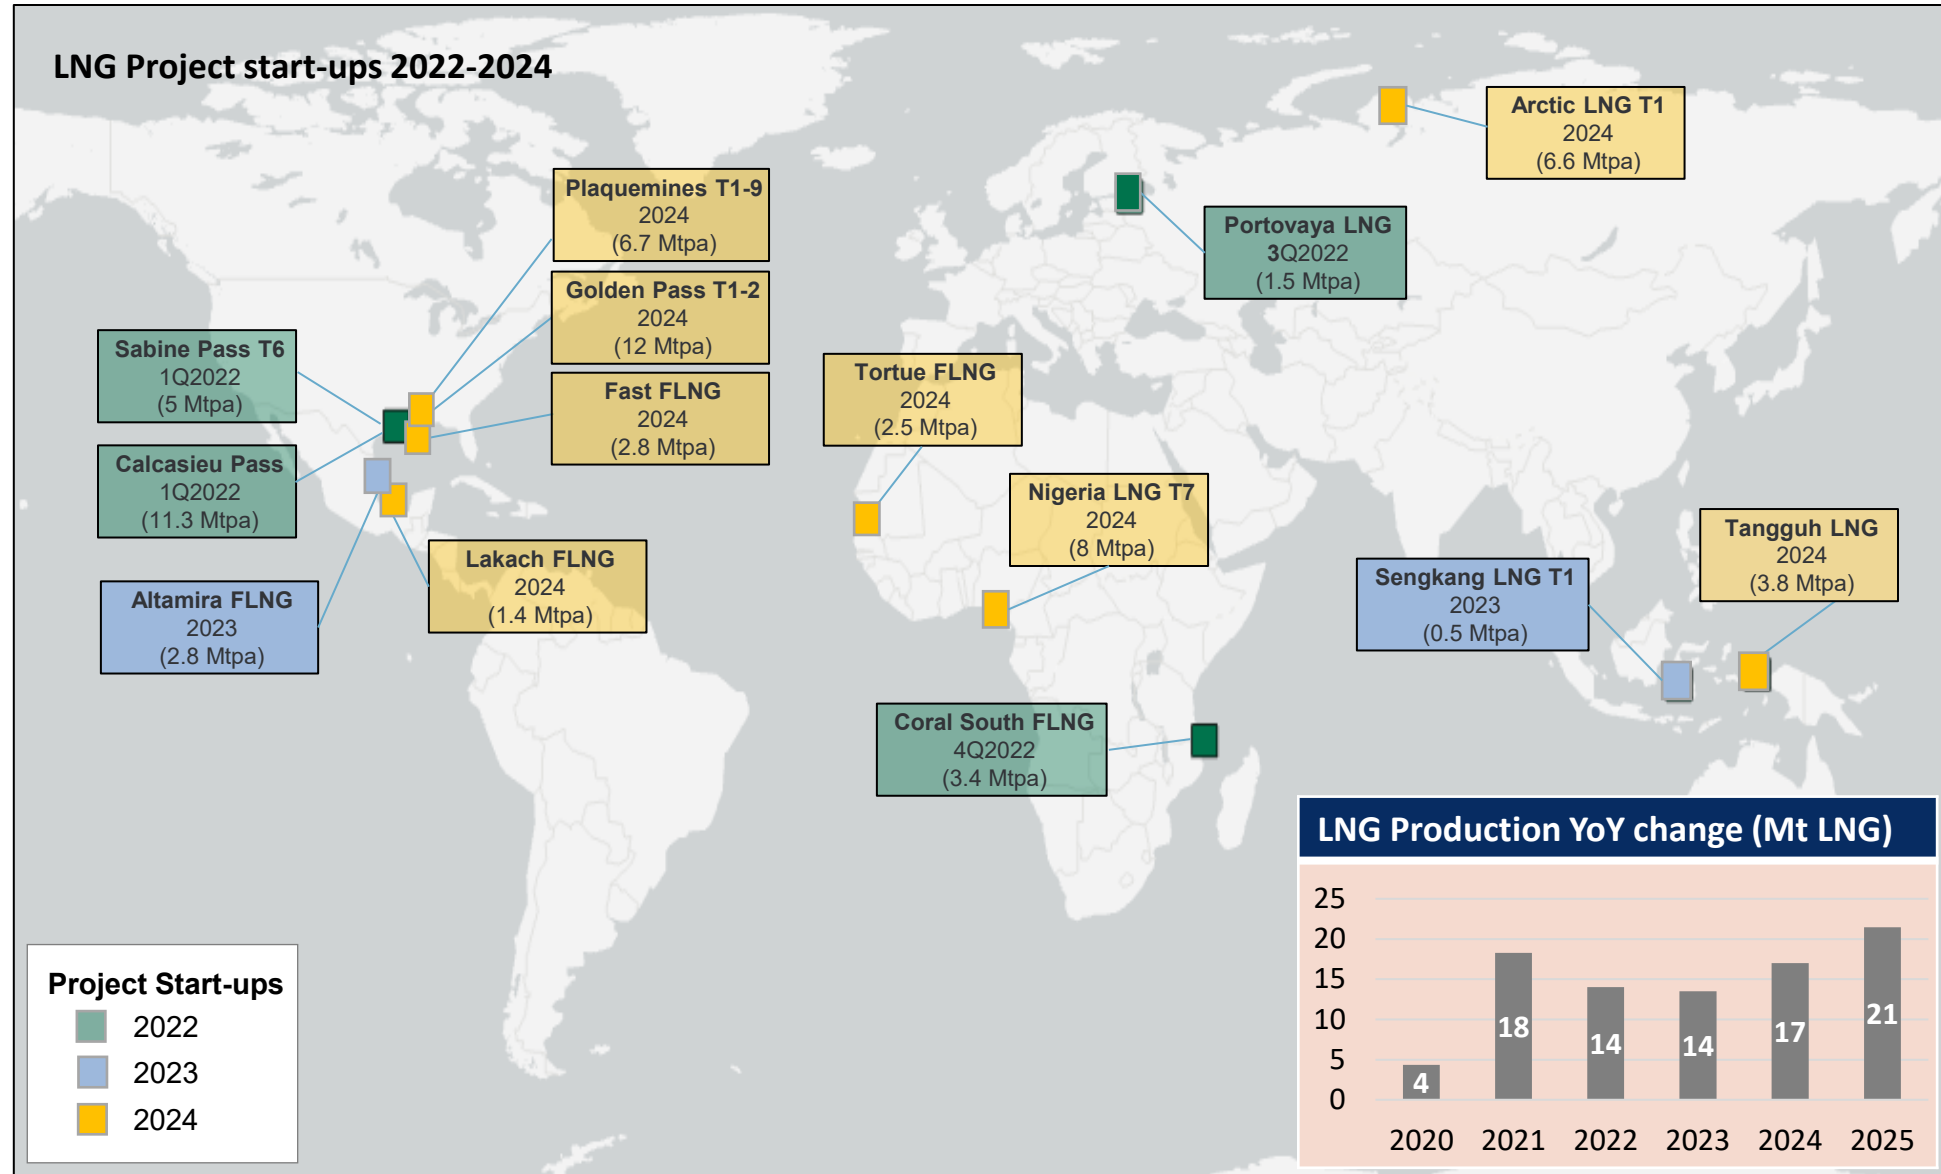 LNG Project start-ups 2022-2024
Arctic LNG T1
2024
(6.6 Mtpa)
Plaquemines T1-9
2024
(6.7 Mtpa)
Portovaya LNG
3Q2022
(1.5 Mtpa)
Golden Pass T1-2
2024
(12 Mtpa)
Sabine Pass T6
1Q2022
(5 Mtpa)
Tortue FLNG
2024
(2.5 Mtpa)
Fast FLNG
2024
(2.8 Mtpa)
Calcasieu Pass
1Q2022
(11.3 Mtpa)
Nigeria LNG T7
2024
(8 Mtpa)
Tangguh LNG
2024
(3.8 Mtpa)
Lakach FLNG
2024
(1.4 Mtpa)
Sengkang LNG T1
2023
(0.5 Mtpa)
Altamira FLNG
2023
(2.8 Mtpa)
Coral South FLNG
4Q2022
(3.4 Mtpa)
Project Start-ups
2022
2023
2024
LNG Production YoY change (Mt LNG)
25
20
15
10
5
0
4
18
14
14
17
21
2020 2021 2022 2023 2024 2025